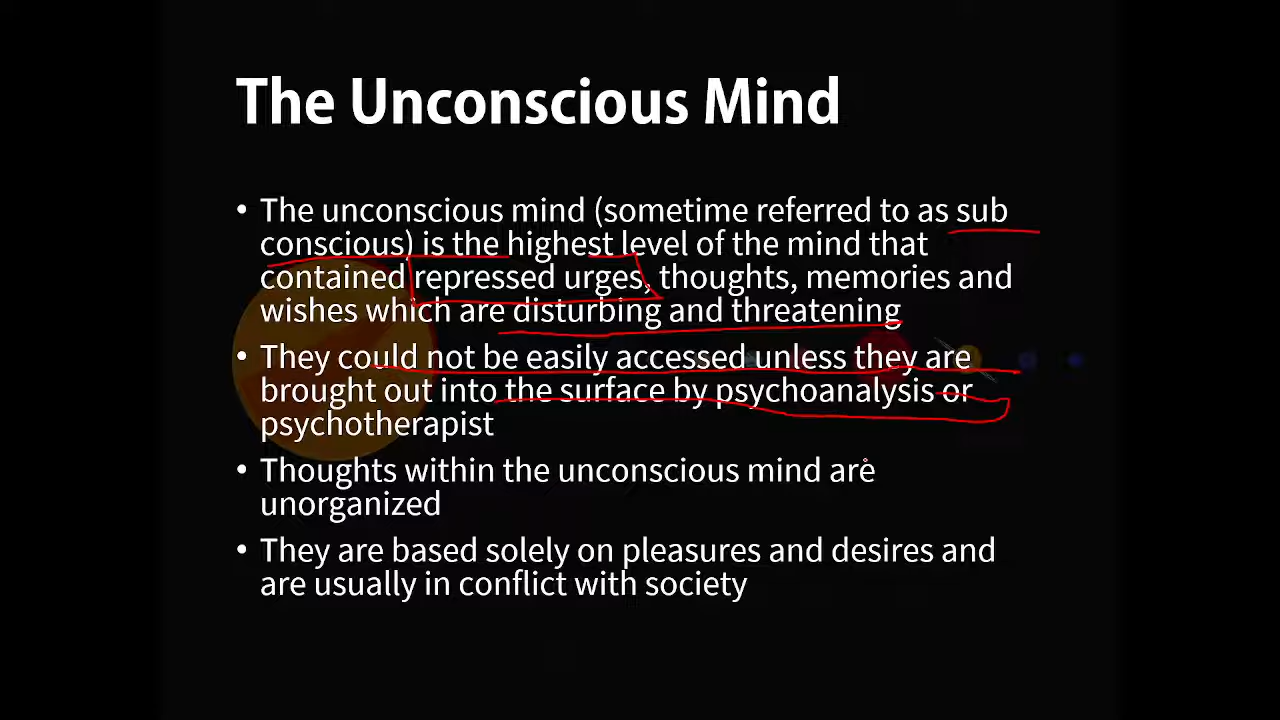 The Unconscious Mind
• The unconscious mind (sometime referred to as sub
conscious) is the highest level of the mind that
contained repressed urges, thoughts, memories and
wishes which are disturbing and threatening
• They could not be easily accessed unless they are
brought out into the surface by psychoanalysis or
psychotherapist
• Thoughts within the unconscious mind are
unorganized
• They are based solely on pleasures and desires and
are usually in conflict with society